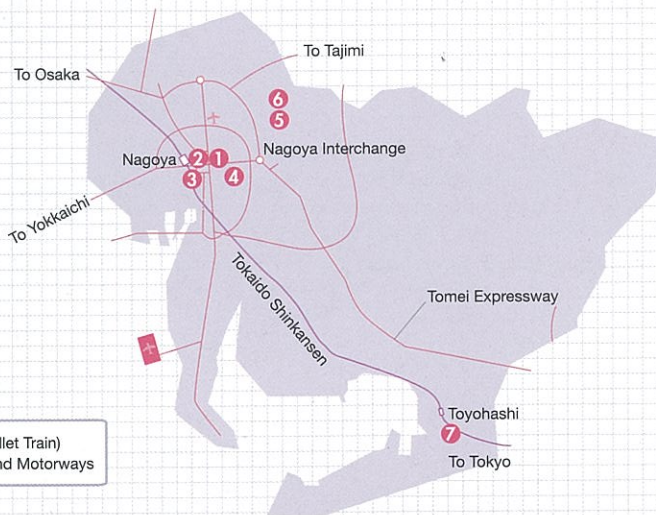 To Tajimi
To Osaka
6
5
Nagoya
2
1
Nagoya Interchange
3
4
To Yokkaichi
Tokaido Shinkansen
Tomei Expressway
Toyohashi
7
To Tokyo
llet Train)
nd Motorways